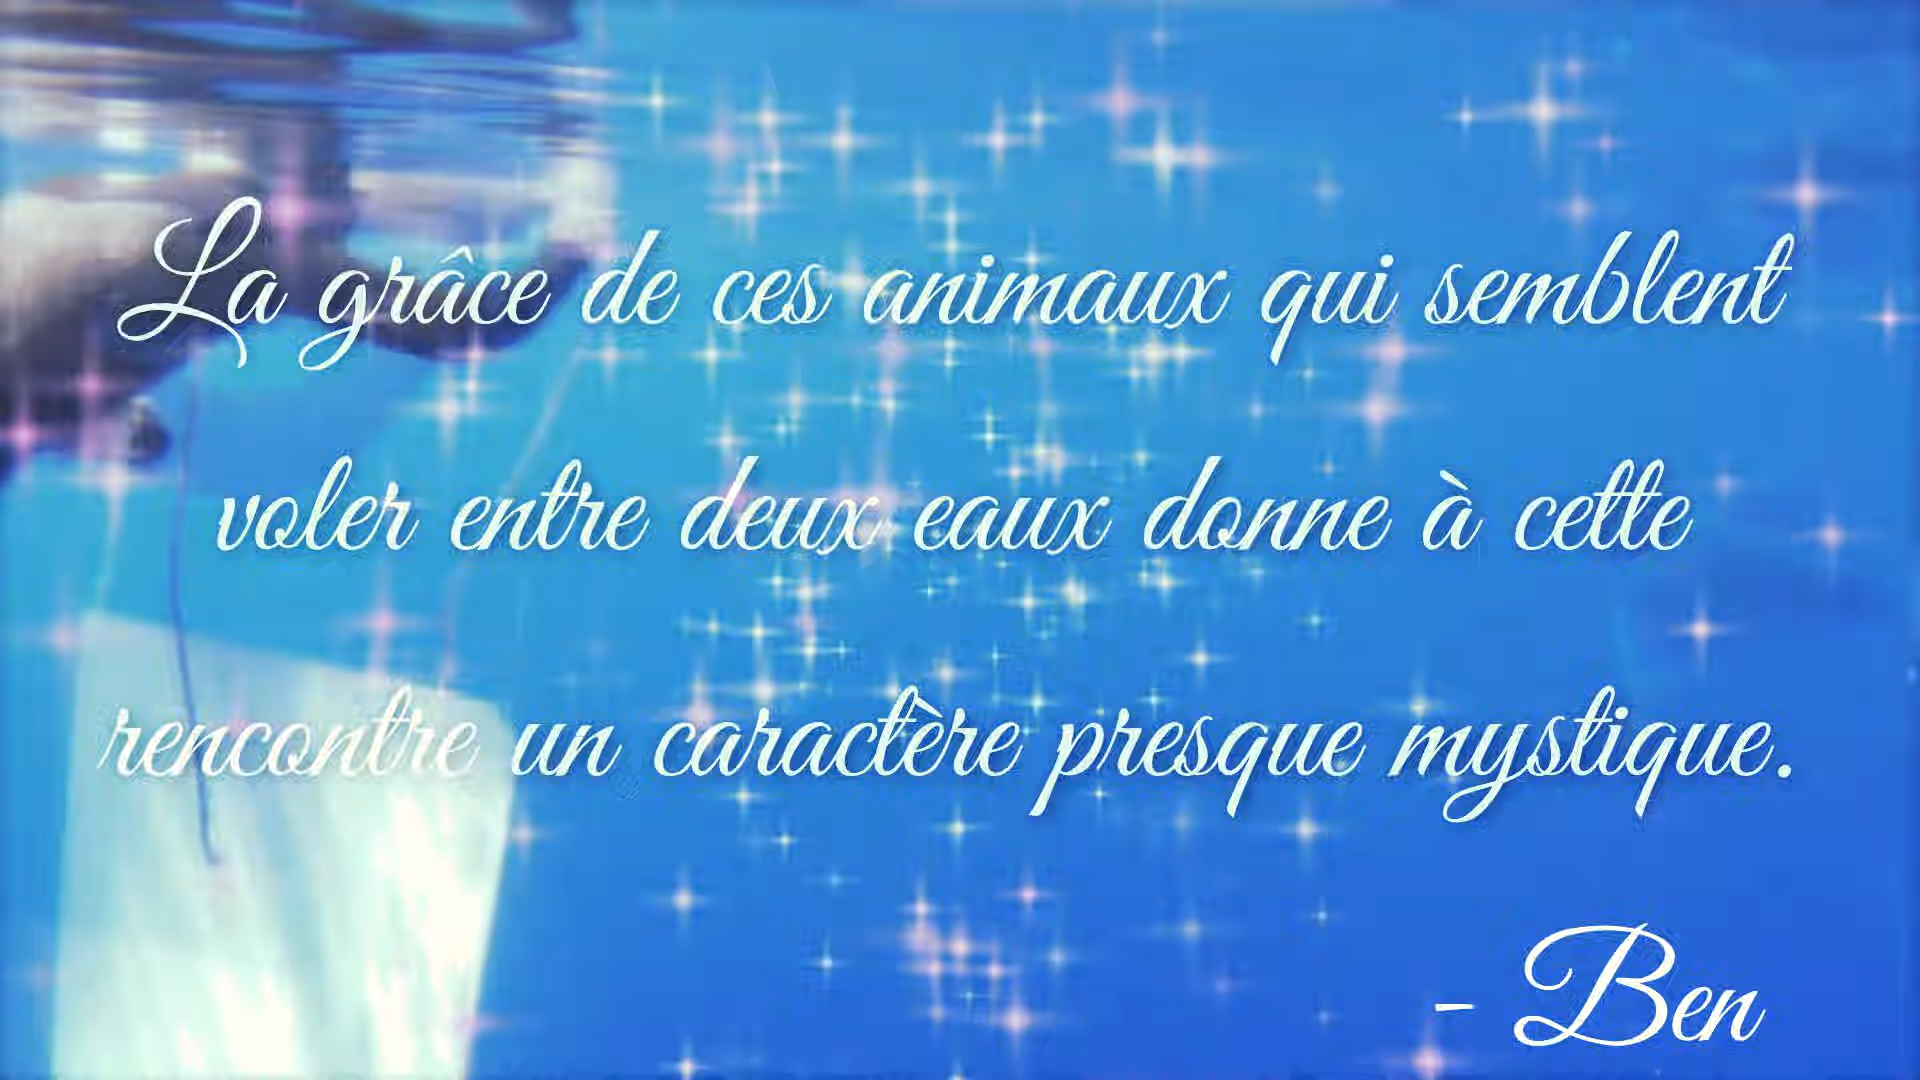 La grâce de ces animaux qui semblent
voler entre deux eaux donne à cette
rencontre un caractère presque mystique.
- Ben